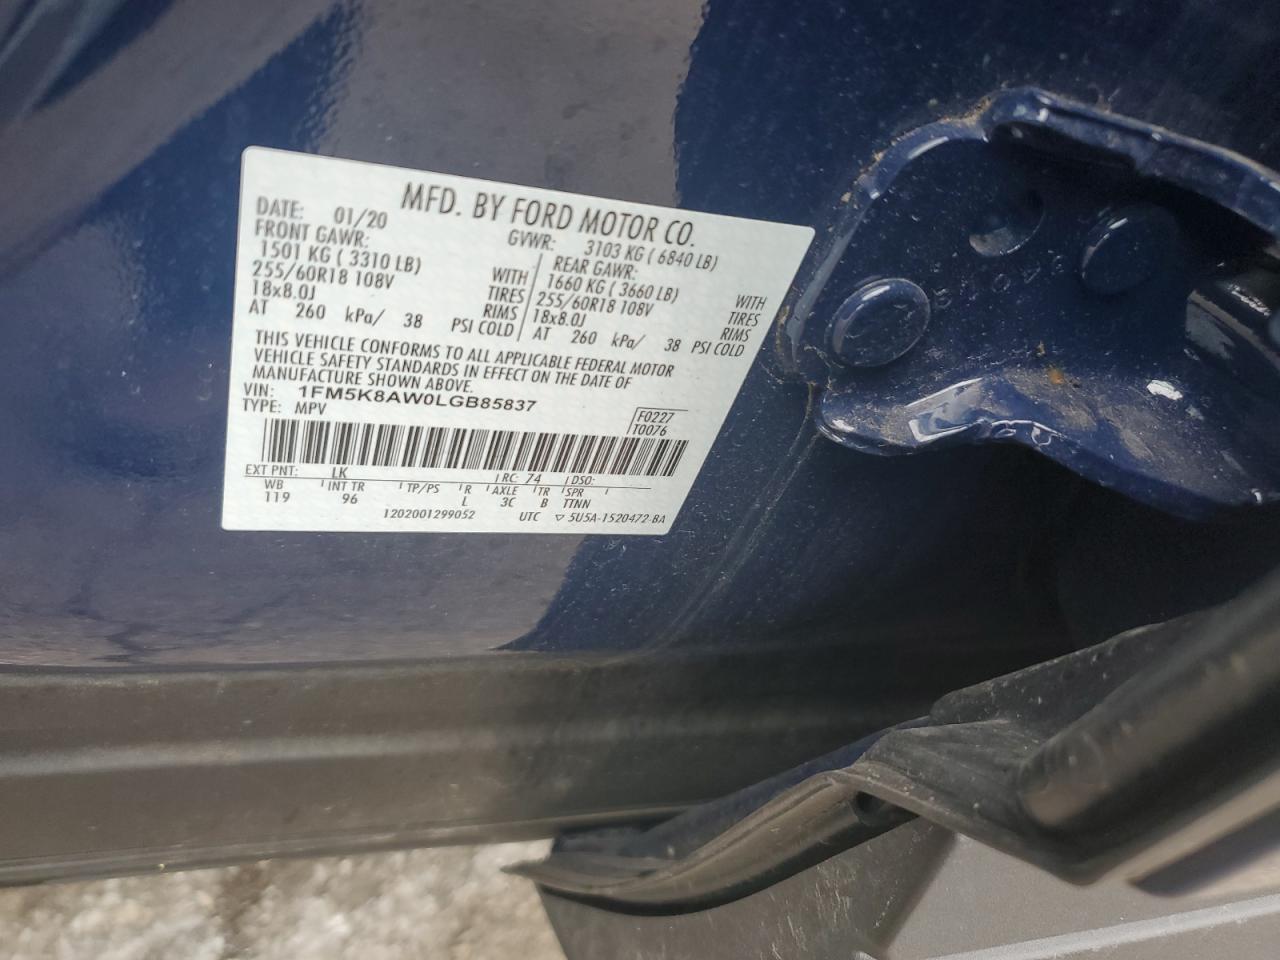 MFD. BY FORD MOTOR CO.
DATE: 01/20 GVWR: 3103 KG ( 6840 LB)
FRONT GAWR: REAR GAWR:
1501 KG ( 3310 LB) WITH 1660 KG ( 3660 LB) WITH
255/60R18 108V TIRES 255/60R18 108V TIRES
18x8.0J RIMS 18x8.0J RIMS
AT 260 kPa/ 38 PSI COLD AT 260 kPa/ 38 PSI COLD
THIS VEHICLE CONFORMS TO ALL APPLICABLE FEDERAL MOTOR
VEHICLE SAFETY STANDARDS IN EFFECT ON THE DATE OF
MANUFACTURE SHOWN ABOVE.
VIN: 1FM5K8AW0LGB85837
TYPE: MPV F0227
T0076
EXT PNT: LK RC: 74 DSO:
WB INT TR TP/PS R AXLE TR SPR
119 96 L 3C B TTNN
1202001299052 UTC ▽ 5U5A-1520472-BA